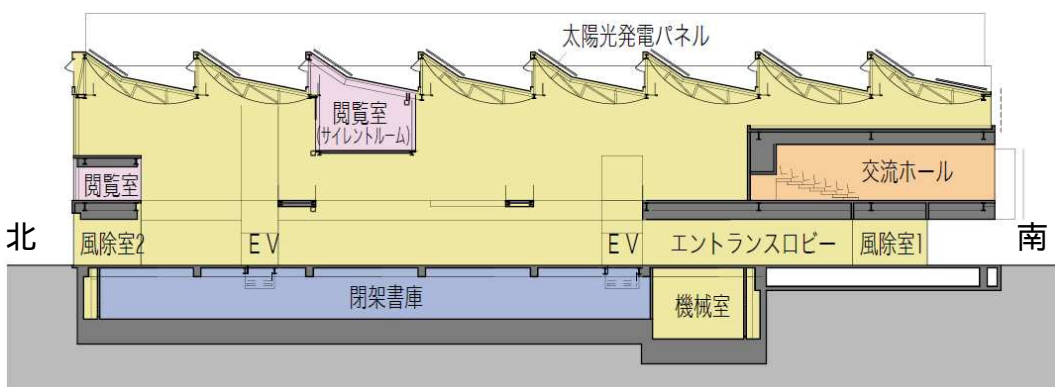 太陽光発電パネル
閲覧室
(サイレントルーム)
閲覧室
交流ホール
北
風除室2
EV
EV
エントランスロビー
風除室1
南
閉架書庫
機械室